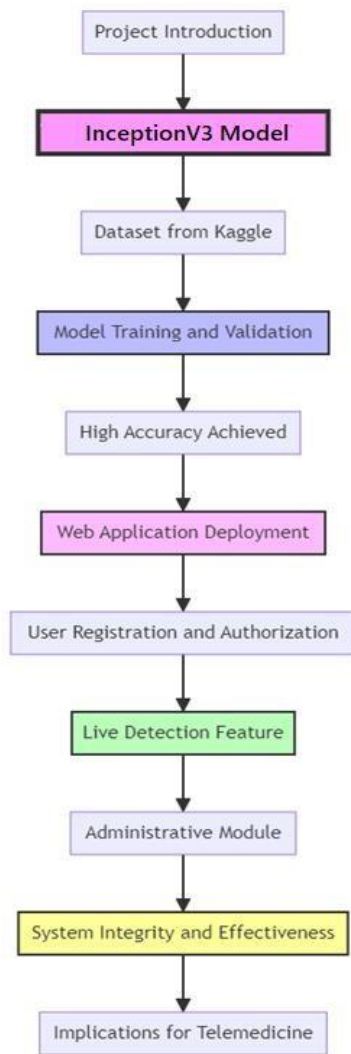 Project Introduction
InceptionV3 Model
Dataset from Kaggle
Model Training and Validation
High Accuracy Achieved
Web Application Deployment
User Registration and Authorization
Live Detection Feature
Administrative Module
System Integrity and Effectiveness
Implications for Telemedicine